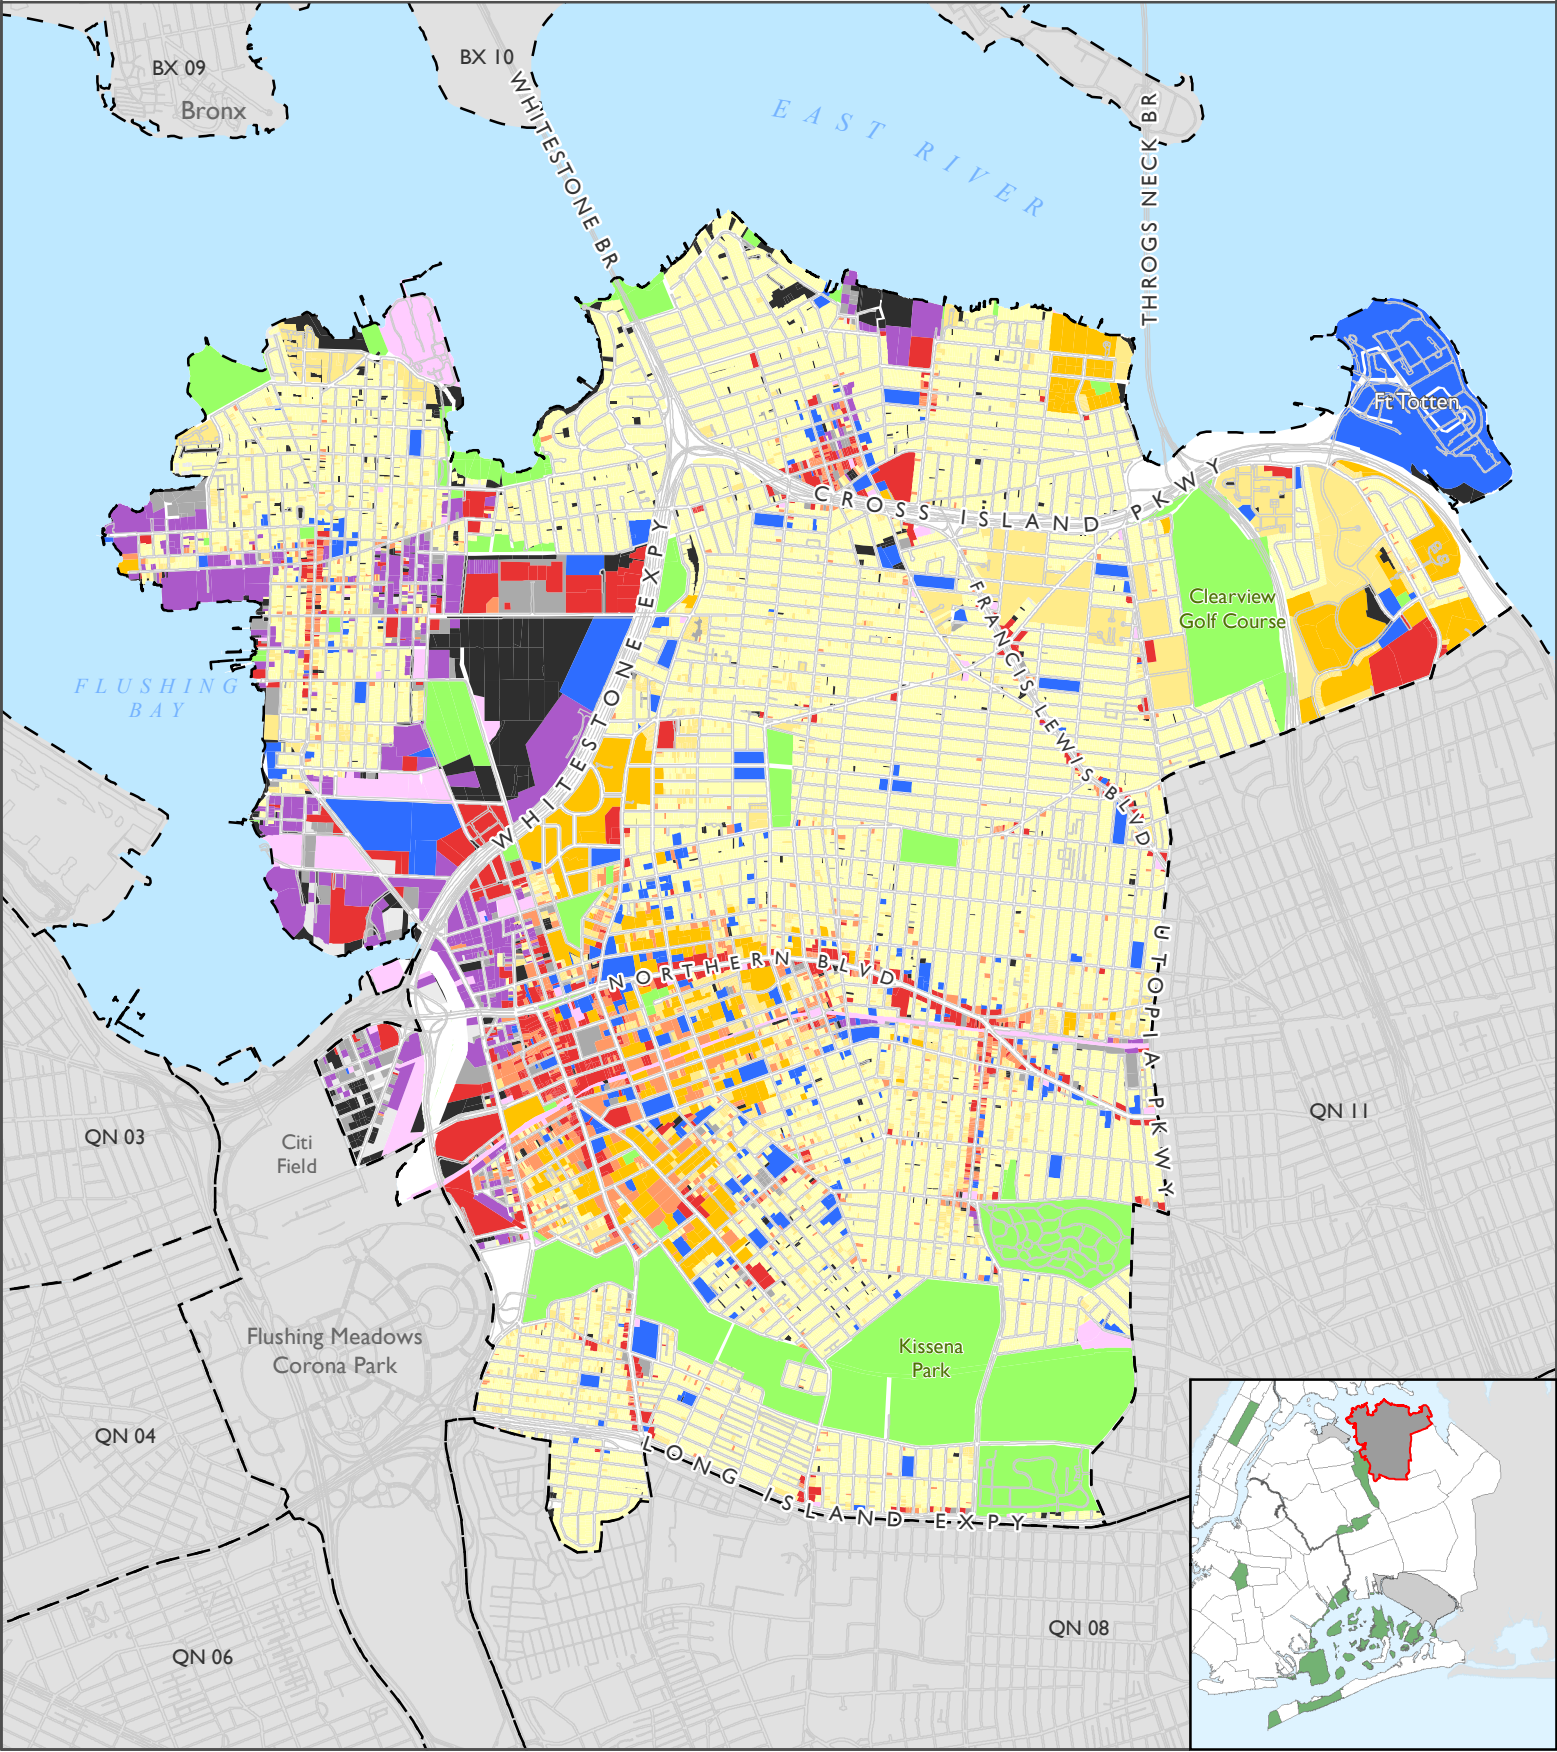 BX 09
Bronx
BX 10
WHITESTONE BR
EAST RIVER
THROGS NECK BR
Ft Totten
CROSS ISLAND PKWY
WHITESTONE EXPY
FRANCIS LEWIS BLVD
Clearview
Golf Course
FLUSHING
BAY
NORTHERN BLVD
UTOPIA PKWY
QN 03
Citi
Field
QN 11
Flushing Meadows
Corona Park
Kissena
Park
QN 04
LONG ISLAND EXPY
QN 06
QN 08